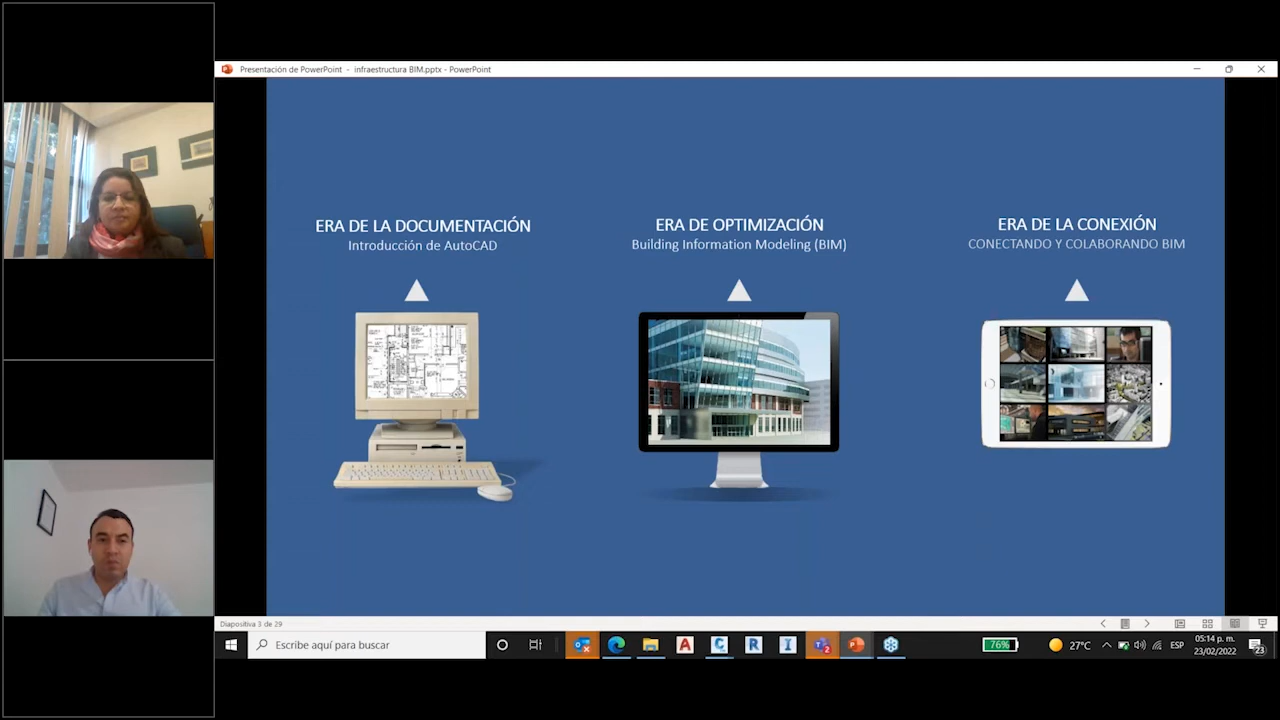 Presentación de PowerPoint - infraestructura BIM.pptx - PowerPoint
ERA DE LA DOCUMENTACIÓN
Introducción de AutoCAD
ERA DE OPTIMIZACIÓN
Building Information Modeling (BIM)
ERA DE LA CONEXIÓN
CONECTANDO Y COLABORANDO BIM
Diapositiva 3 de 29
Escribe aquí para buscar
A
C
R
I
2
76%
27°C
ESP
05:14 p. m.
23/02/2022
23